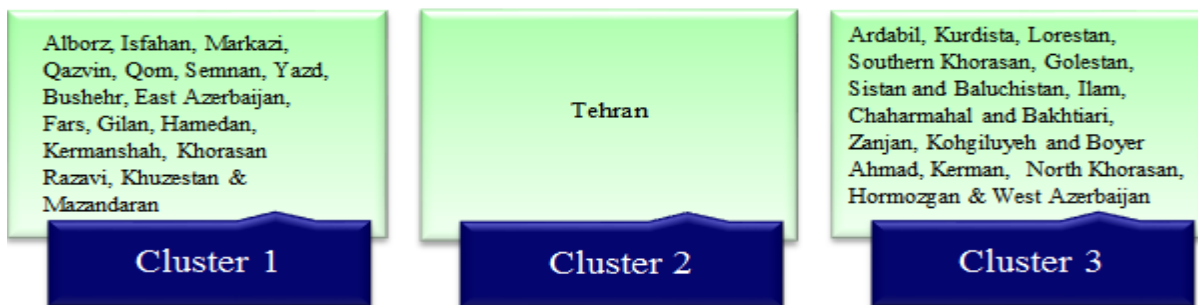 Alborz, Isfahan, Markazi,
Qazvin, Qom, Semnan, Yazd,
Bushehr, East Azerbaijan,
Fars, Gilan, Hamedan,
Kermanshah, Khorasan
Razavi, Khuzestan &
Mazandaran
Cluster 1
Tehran
Cluster 2
Ardabil, Kurdista, Lorestan,
Southern Khorasan, Golestan,
Sistan and Baluchistan, Ilam,
Chaharmahal and Bakhtiari,
Zanjan, Kohgiluyeh and Boyer
Ahmad, Kerman, North Khorasan,
Hormozgan & West Azerbaijan
Cluster 3